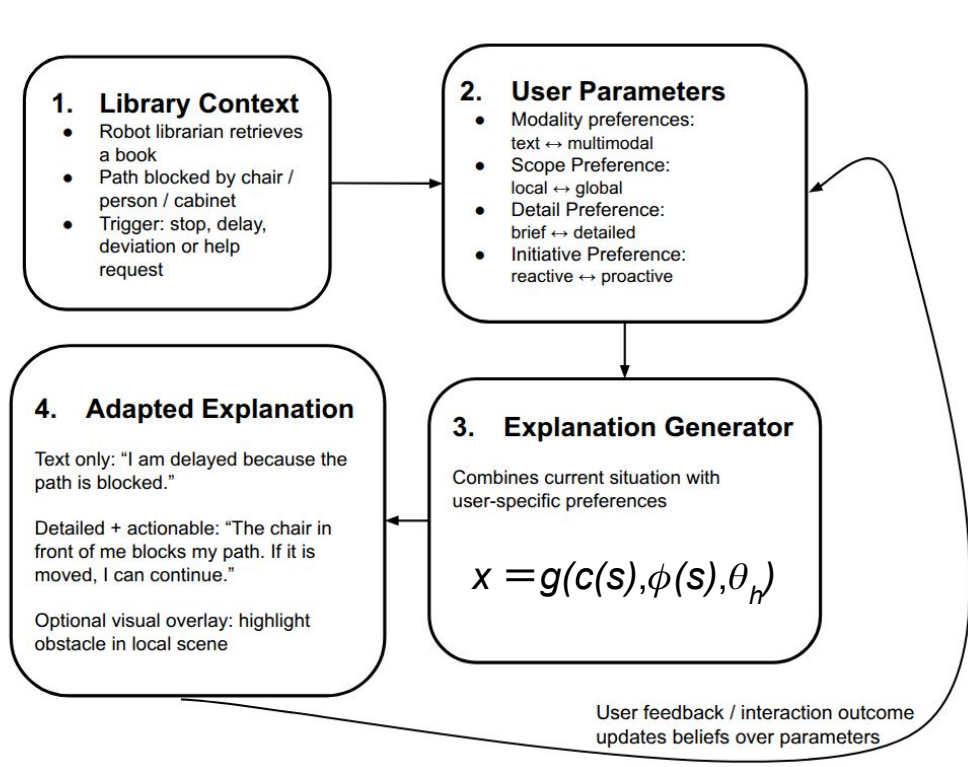 1. Library Context
● Robot librarian retrieves
a book
● Path blocked by chair /
person / cabinet
● Trigger: stop, delay,
deviation or help
request
2. User Parameters
● Modality preferences:
text ↔ multimodal
● Scope Preference:
local ↔ global
● Detail Preference:
brief ↔ detailed
● Initiative Preference:
reactive ↔ proactive
3. Explanation Generator
Combines current situation with
user-specific preferences
x = g(c(s),ϕ(s),θ_h)
4. Adapted Explanation
Text only: “I am delayed because the
path is blocked.”
Detailed + actionable: “The chair in
front of me blocks my path. If it is
moved, I can continue.”
Optional visual overlay: highlight
obstacle in local scene
User feedback / interaction outcome
updates beliefs over parameters